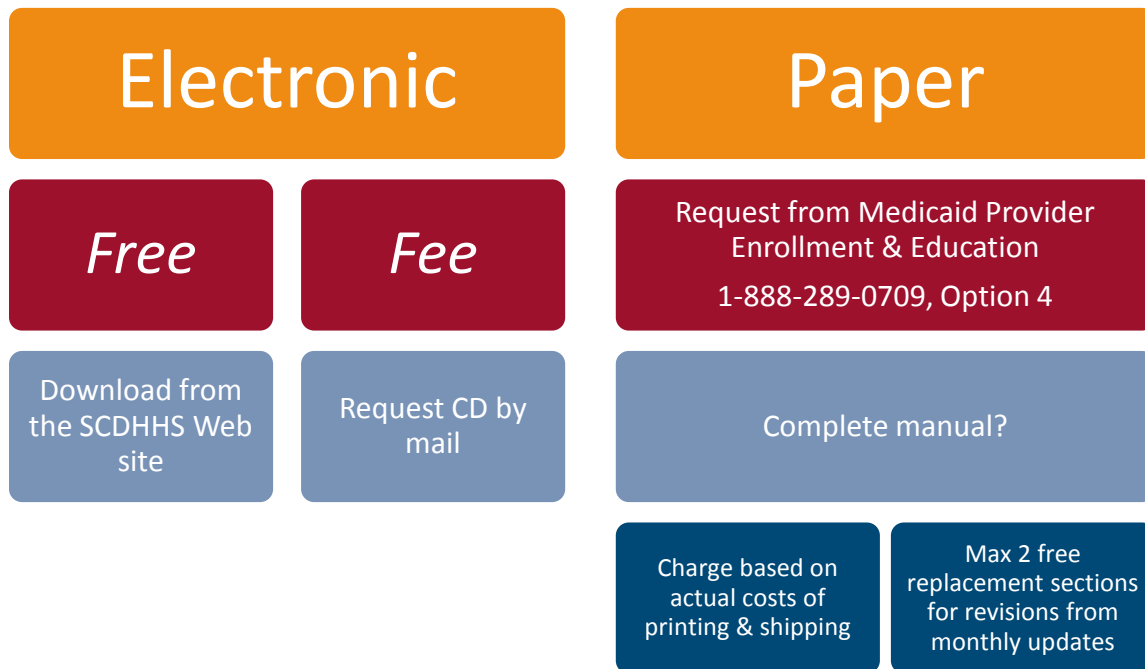 Electronic
Paper
Free
Fee
Request from Medicaid Provider
Enrollment & Education
1-888-289-0709, Option 4
Download from
the SCDHHS Web
site
Request CD by
mail
Complete manual?
Charge based on
actual costs of
printing & shipping
Max 2 free
replacement sections
for revisions from
monthly updates